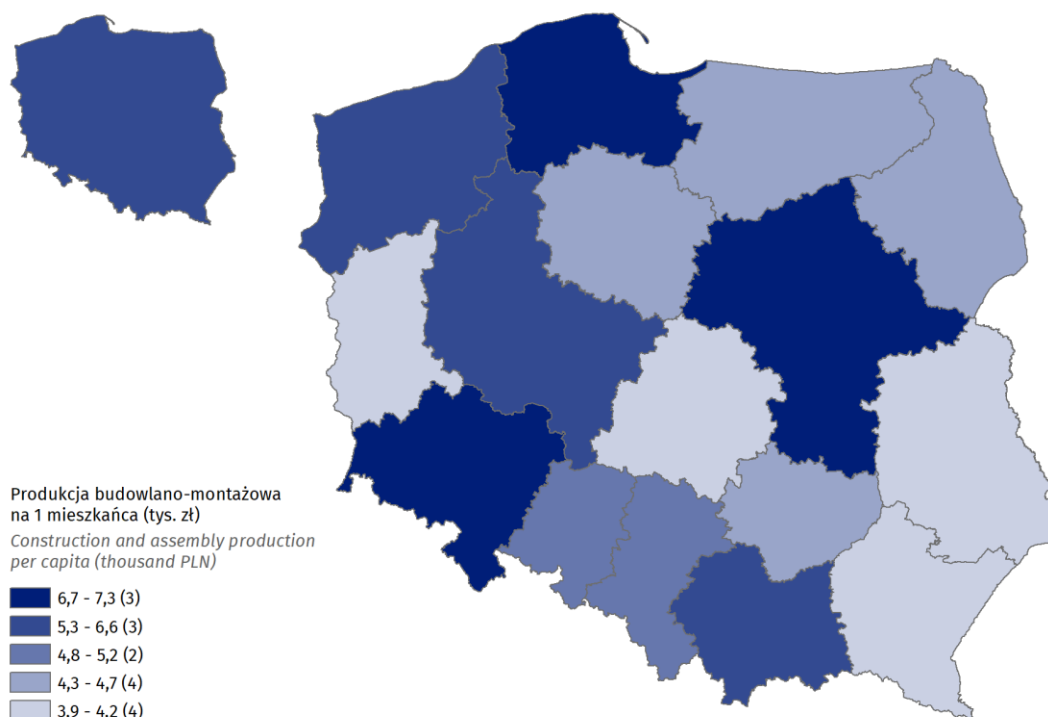 Produkcja budowlano-montażowa
na 1 mieszkańca (tys. zł)
Construction and assembly production
per capita (thousand PLN)
6,7 - 7,3 (3)
5,3 - 6,6 (3)
4,8 - 5,2 (2)
4,3 - 4,7 (4)
3,9 - 4,2 (4)